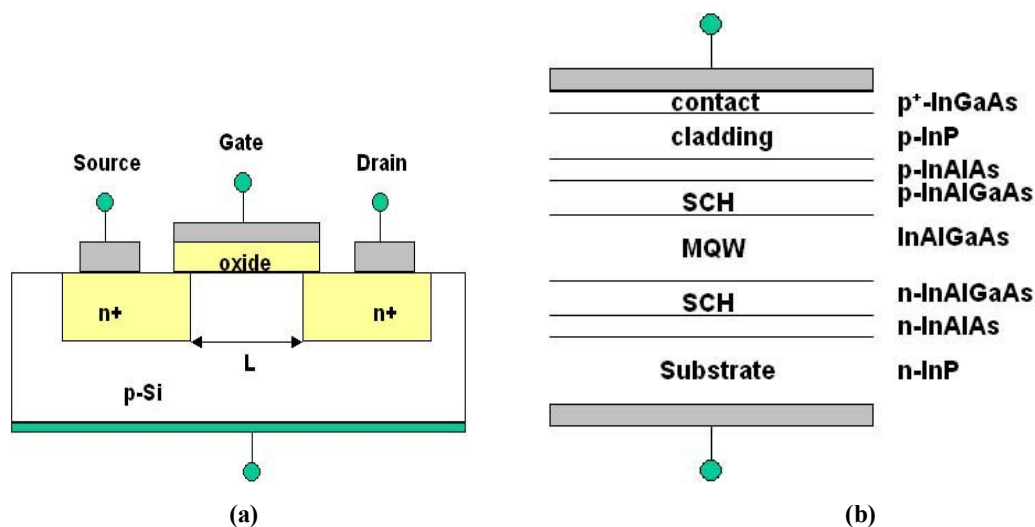 Gate
Source
Drain
oxide
n+
n+
L
p-Si
(a)
contact
p⁺-InGaAs
cladding
p-InP
p-InAlAs
SCH
p-InAlGaAs
MQW
InAlGaAs
SCH
n-InAlGaAs
n-InAlAs
Substrate
n-InP
(b)